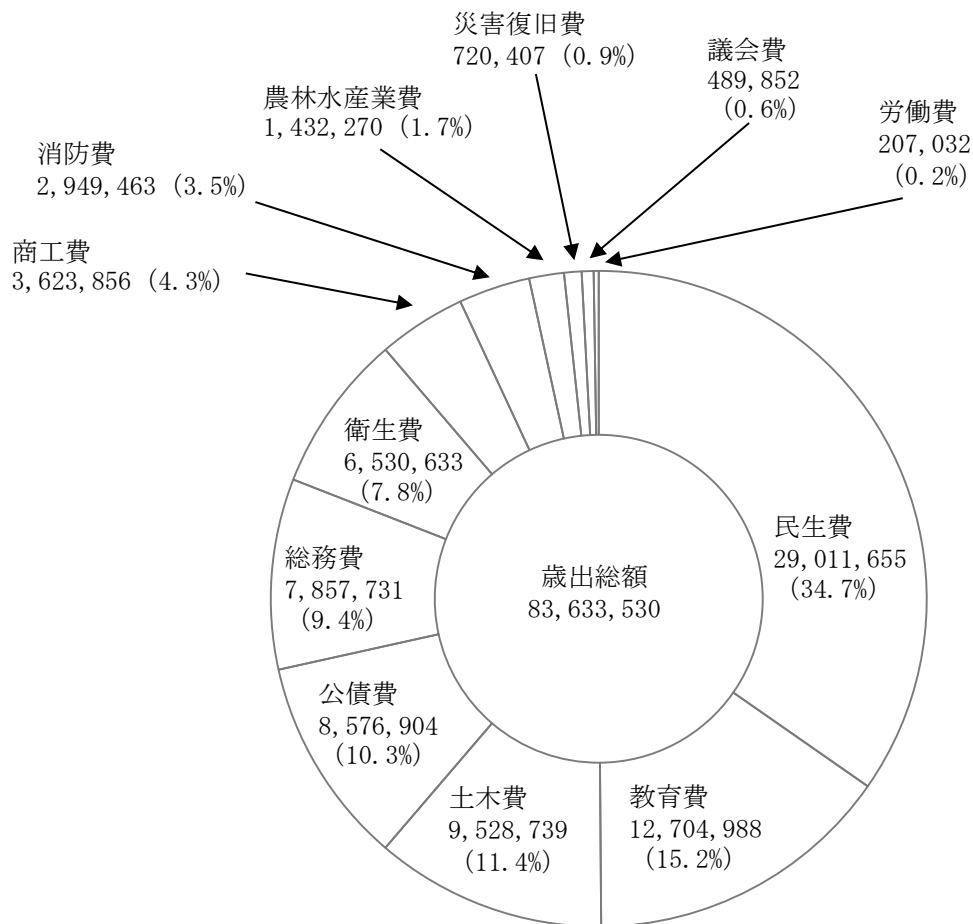 災害復旧費
720,407 (0.9%)
議会費
489,852
(0.6%)
労働費
207,032
(0.2%)
農林水産業費
1,432,270 (1.7%)
消防費
2,949,463 (3.5%)
商工費
3,623,856 (4.3%)
衛生費
6,530,633
(7.8%)
総務費
7,857,731
(9.4%)
公債費
8,576,904
(10.3%)
土木費
9,528,739
(11.4%)
教育費
12,704,988
(15.2%)
民生費
29,011,655
(34.7%)
歳出総額
83,633,530